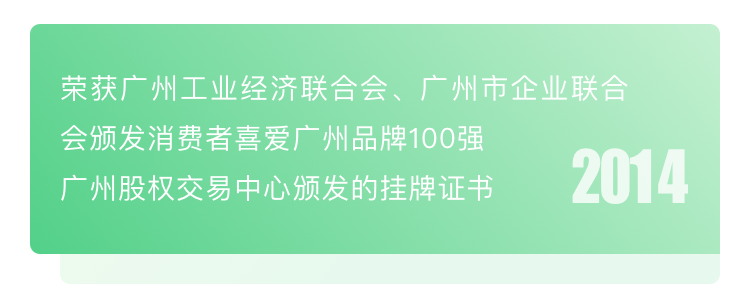 荣获广州工业经济联合会、广州市企业联合
会颁发消费者喜爱广州品牌100强
广州股权交易中心颁发的挂牌证书
2014